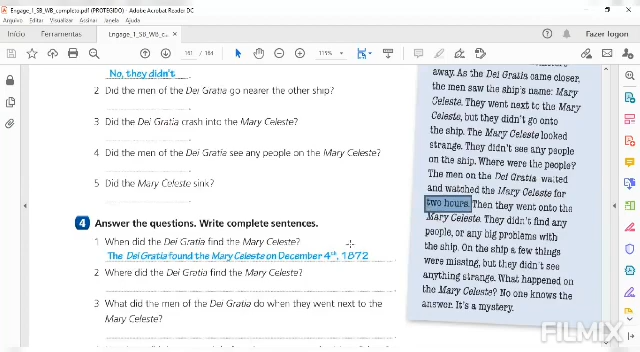 Engage_1_SB_WB_completo.pdf (PROTEGIDO) - Adobe Acrobat Reader DC
Arquivo Editar Visualizar Assinar Janela Ajuda
Início Ferramentas Engage_1_SB_WB_co... × Fazer logon
161 / 164 115%
No, they didn't.
2 Did the men of the Dei Gratia go nearer the other ship?
3 Did the Dei Gratia crash into the Mary Celeste?
4 Did the men of the Dei Gratia see any people on the Mary Celeste?
5 Did the Mary Celeste sink?
4 Answer the questions. Write complete sentences.
1 When did the Dei Gratia find the Mary Celeste?
The Dei Gratia found the Mary Celeste on December 4th, 1872
2 Where did the Dei Gratia find the Mary Celeste?
3 What did the men of the Dei Gratia do when they went next to the
Mary Celeste?
away. As the Dei Gratia came closer,
the men saw the ship's name: Mary
Celeste. They went next to the Mary
Celeste, but they didn't go onto
the ship. The Mary Celeste looked
strange. They didn't see any people
on the ship. Where were the people?
The men on the Dei Gratia waited
and watched the Mary Celeste for
two hours. Then they went onto the
Mary Celeste. They didn't find any
people, or any big problems with
the ship. On the ship a few things
were missing, but they didn't see
anything strange. What happened on
the Mary Celeste? No one knows the
answer. It's a mystery.
FILMIX